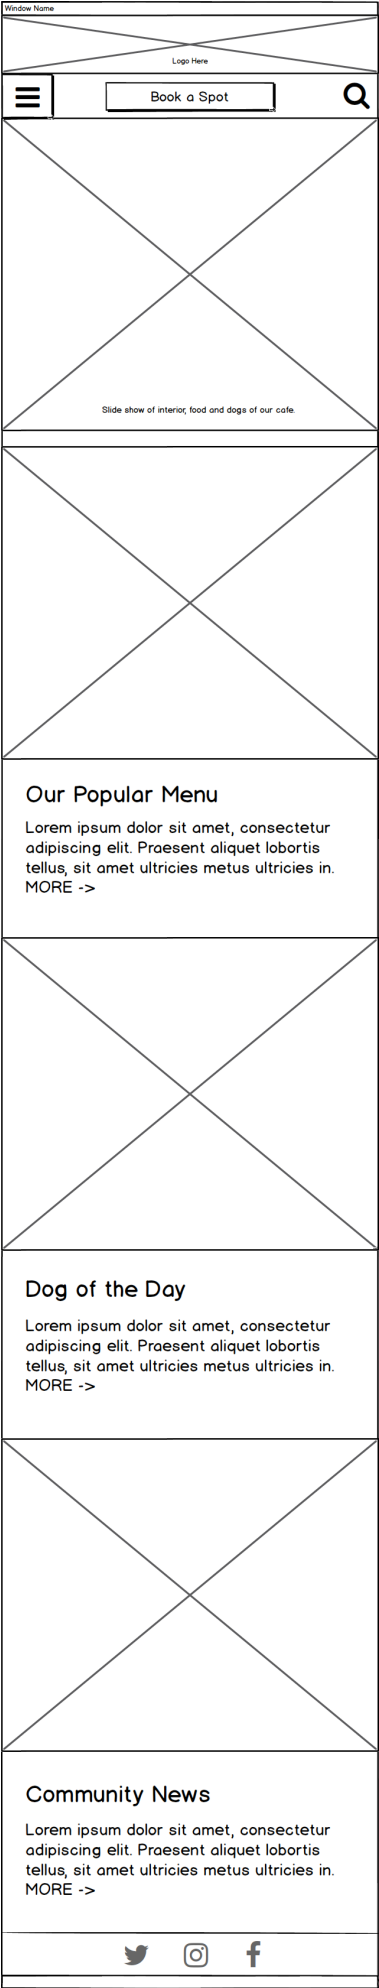 Window Name
Logo Here
Book a Spot
Slide show of interior, food and dogs of our cafe.
Our Popular Menu
Lorem ipsum dolor sit amet, consectetur
adipiscing elit. Praesent aliquet lobortis
tellus, sit amet ultricies metus ultricies in.
MORE ->
Dog of the Day
Lorem ipsum dolor sit amet, consectetur
adipiscing elit. Praesent aliquet lobortis
tellus, sit amet ultricies metus ultricies in.
MORE ->
Community News
Lorem ipsum dolor sit amet, consectetur
adipiscing elit. Praesent aliquet lobortis
tellus, sit amet ultricies metus ultricies in.
MORE ->